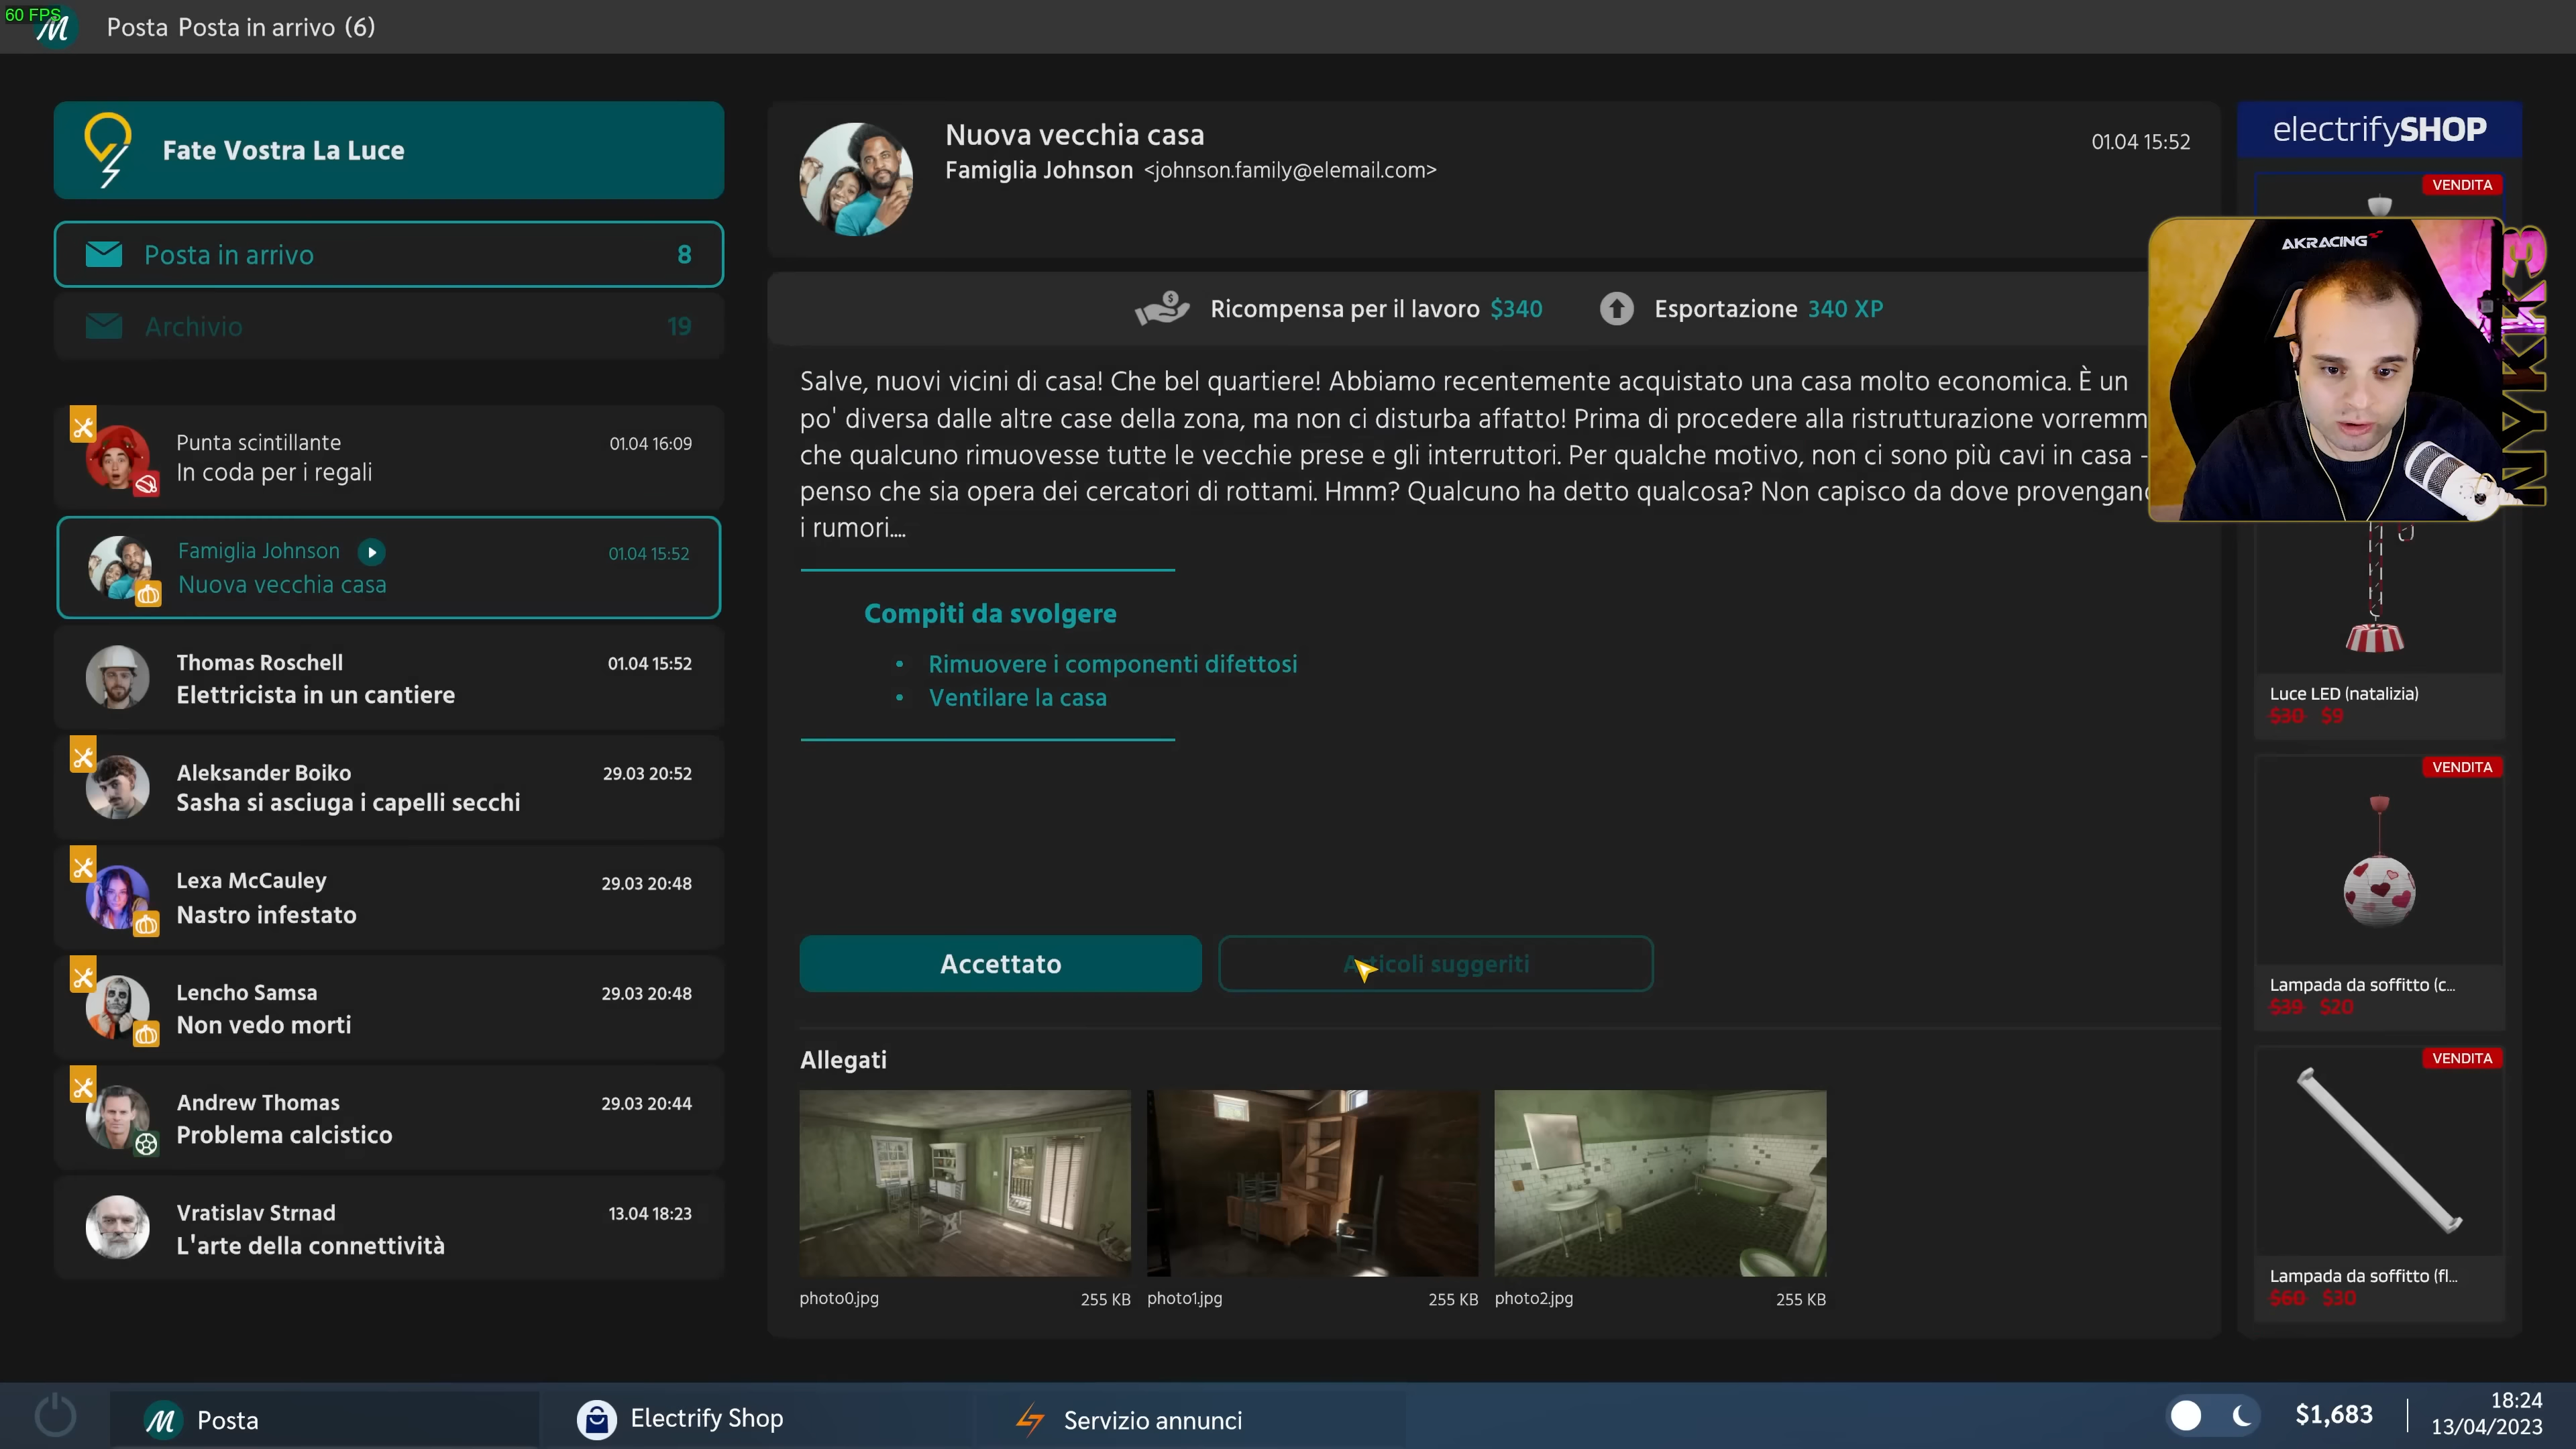 60 FPS
M
Posta Posta in arrivo (6)
Fate Vostra La Luce
Posta in arrivo 8
Archivio 19
Punta scintillante 01.04 16:09
In coda per i regali
Famiglia Johnson 01.04 15:52
Nuova vecchia casa
Thomas Roschell 01.04 15:52
Elettricista in un cantiere
Aleksander Boiko 29.03 20:52
Sasha si asciuga i capelli secchi
Lexa McCauley 29.03 20:48
Nastro infestato
Lencho Samsa 29.03 20:48
Non vedo morti
Andrew Thomas 29.03 20:44
Problema calcistico
Vratislav Strnad 13.04 18:23
L'arte della connettività
Nuova vecchia casa 01.04 15:52
Famiglia Johnson <johnson.family@elemail.com>
Ricompensa per il lavoro $340 Esportazione 340 XP
Salve, nuovi vicini di casa! Che bel quartiere! Abbiamo recentemente acquistato una casa molto economica. È un
po' diversa dalle altre case della zona, ma non ci disturba affatto! Prima di procedere alla ristrutturazione vorremm
che qualcuno rimuovesse tutte le vecchie prese e gli interruttori. Per qualche motivo, non ci sono più cavi in casa -
penso che sia opera dei cercatori di rottami. Hmm? Qualcuno ha detto qualcosa? Non capisco da dove provengano
i rumori....
Compiti da svolgere
• Rimuovere i componenti difettosi
• Ventilare la casa
Accettato
Articoli suggeriti
Allegati
photo0.jpg 255 KB
photo1.jpg 255 KB
photo2.jpg 255 KB
electrifySHOP
VENDITA
AKRACING
NYKK3
Luce LED (natalizia)
$30 $9
VENDITA
Lampada da soffitto (c...
$39 $20
VENDITA
Lampada da soffitto (fl...
$60 $30
M Posta
Electrify Shop
Servizio annunci
$1,683
18:24
13/04/2023